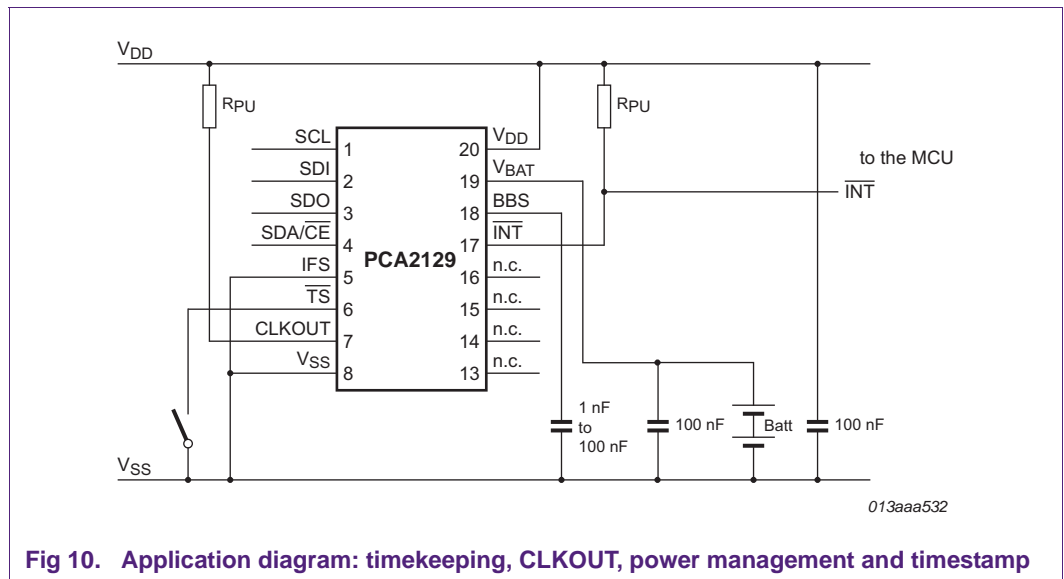 VDD
RPU
RPU
SCL
1
20
VDD
to the MCU
SDI
2
19
VBAT
INT
SDO
3
18
BBS
SDA/CE
4
17
INT
PCA2129
IFS
5
16
n.c.
TS
6
15
n.c.
CLKOUT
7
14
n.c.
VSS
8
13
n.c.
1 nF
to
100 nF
100 nF
Batt
100 nF
VSS
013aaa532
Fig 10. Application diagram: timekeeping, CLKOUT, power management and timestamp